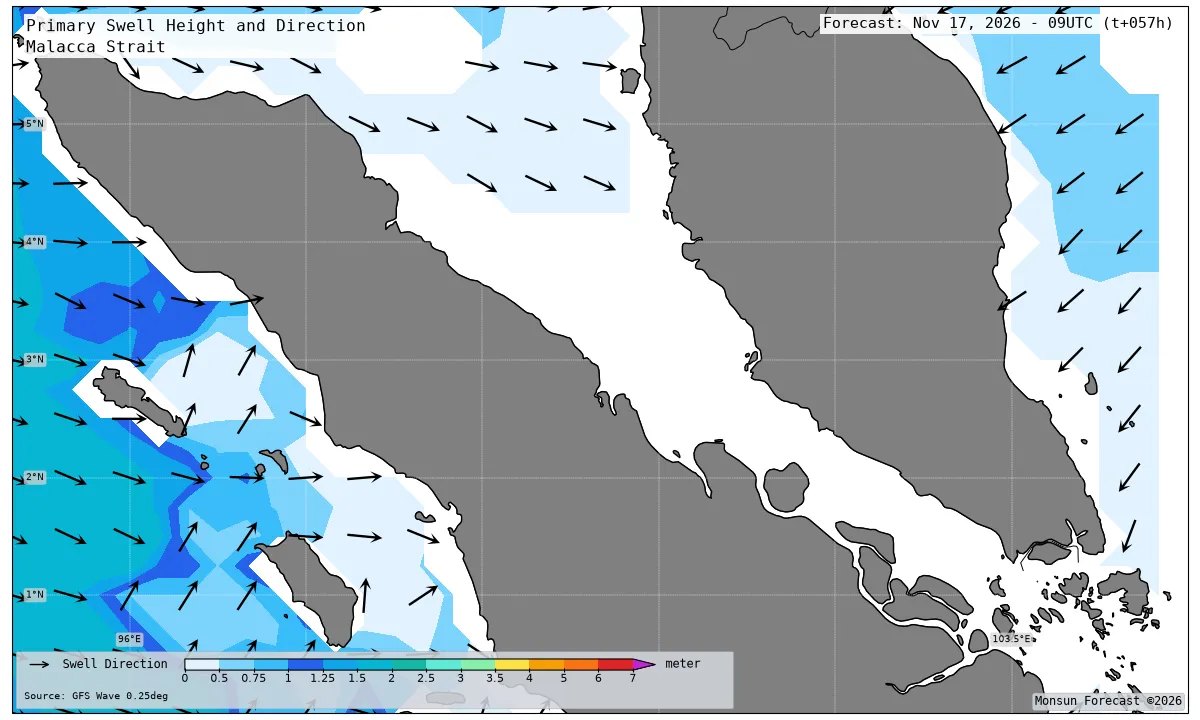 Primary Swell Height and Direction
Malacca Strait
Forecast: Nov 17, 2026 - 09UTC (t+057h)
5°N
4°N
3°N
2°N
1°N
96°E
103.5°E
Swell Direction
meter
0 0.5 0.75 1 1.25 1.5 2 2.5 3 3.5 4 5 6 7
Source: GFS Wave 0.25deg
Monsun Forecast ©2026